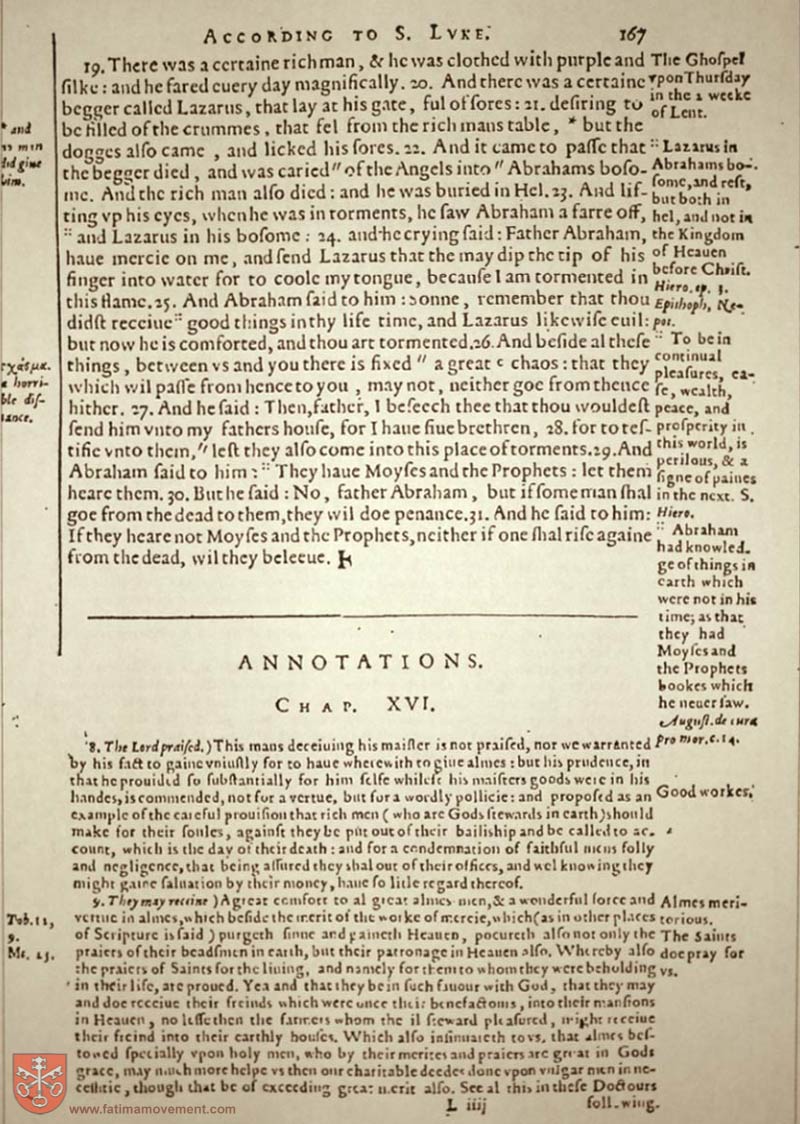 ACCORDING TO S. LVKE. 167
19. There was a certaine rich man, & he was clothed with purple and
ſilke: and he fared euery day magnifically. 20. And there was a certaine
begger called Lazarus, that lay at his gate, ful of ſores: 21. deſiring to
be filled of the crummes, that fel from the rich mans table, * but the
dogges alſo came, and licked his ſores. 22. And it came to paſſe that
the begger died, and was caried" of the Angels into" Abrahams boſo-
me. And the rich man alſo died: and he was buried in Hel. 23. And lif-
ting vp his eyes, when he was in torments, he ſaw Abraham a farre off,
:: and Lazarus in his boſome: 24. and he crying ſaid: Father Abraham,
haue mercie on me, and ſend Lazarus that the may dip the tip of his
finger into water for to coole my tongue, becauſe I am tormented in
this flame. 25. And Abraham ſaid to him: Sonne, remember that thou
didſt receiue :: good things in thy life time, and Lazarus likewiſe euil:
but now he is comforted, and thou art tormented. 26. And beſide al theſe
things, between vs and you there is fixed " a great c chaos: that they
which wil paſſe from hence to you, may not, neither goe from thence
hither. 27. And he ſaid: Then, father, I beſeech thee that thou wouldeſt
ſend him vnto my fathers houſe, for I haue fiue brethren, 28. for to teſ-
tifie vnto them," leſt they alſo come into this place of torments. 29. And
Abraham ſaid to him: :: They haue Moyſes and the Prophets: let them
heare them. 30. But he ſaid: No, father Abraham, but if ſome man ſhal
goe from the dead to them, they wil doe penance. 31. And he ſaid to him:
If they heare not Moyſes and the Prophets, neither if one ſhal riſe againe
from the dead, wil they beleeue.
* and
man
did giue
him.
χάσμα.
a horri-
ble diſ-
tance.
The Ghoſpel
vpon Thurſday
in the 2 weeke
of Lent.
:: Lazarus in
Abrahams bo-
ſome, and reſt,
but both in
hel, and not in
the Kingdom
of Heauen
before Chriſt.
Hiero. ep. 3.
Epitaph. Ne-
pot.
:: To be in
continual
pleaſures, ea-
ſe, wealth,
peace, and
proſperity in
this world, is
perilous, & a
ſigne of paines
in the next. S.
Hiero.
:: Abraham
had knowled.
ge of things in
earth which
were not in his
time; as that
they had
Moyſes and
the Prophets
bookes which
he neuer ſaw.
Auguſt. de cura
pro mor. c. 14.
ANNOTATIONS.
CHAP. XVI.
8. The Lord praiſed.) This mans deceiuing his maiſter is not praiſed, nor we warranted
by his fact to gaine vniuſtly for to haue wherewith to giue almes: but his prudence, in
that he prouided ſo ſubſtantially for him ſelfe whileſt his maiſters goods were in his
handes, is commended, not for a vertue, but for a wordly pollicie: and propoſed as an
example of the careful prouiſion that rich men (who are Gods ſtewards in earth) ſhould
make for their ſoules, againſt they be put out of their bailiship and be called to ac.
count, which is the day of their death: and for a condemnation of faithful mens folly
and negligence, that being aſſured they shal out of their offices, and wel knowing they
might gaine ſaluation by their money, haue ſo litle regard thereof.
Good workes.
9. They may receiue) A great comfort to al great almes men, & a wonderful force and
vertue in almes, which beſide the merit of the worke of mercie, which (as in other places
of Scripture is ſaid) purgeth ſinne and gaineth Heauen, pocureth alſo not only the
praiers of their beadſmen in earth, but their patronage in Heauen alſo. Whereby alſo
the praiers of Saints for the liuing, and namely for them to whom they were beholding
in their life, are proued. Yea and that they be in ſuch fauour with God, that they may
and doe receiue their freinds which were once their benefactours, into their manſions
in Heauen, no leſſe then the farmers whom the il ſteward pleaſured, might receiue
their freind into their earthly houſes. Which alſo inſinuateth to vs, that almes beſ-
towed ſpecially vpon holy men, who by their merites and praiers are great in Gods
grace, may much more helpe vs then our charitable deedes done vpon vulgar men in ne-
ceſſitie, though that be of exceeding great merit alſo. See al this in theſe Doctours
Tob. 12,
9.
Mt. 25.
Almes meri-
torious.
The Saints
doe pray for
vs.
L iiij foll.wing.
www.fatimamovement.com